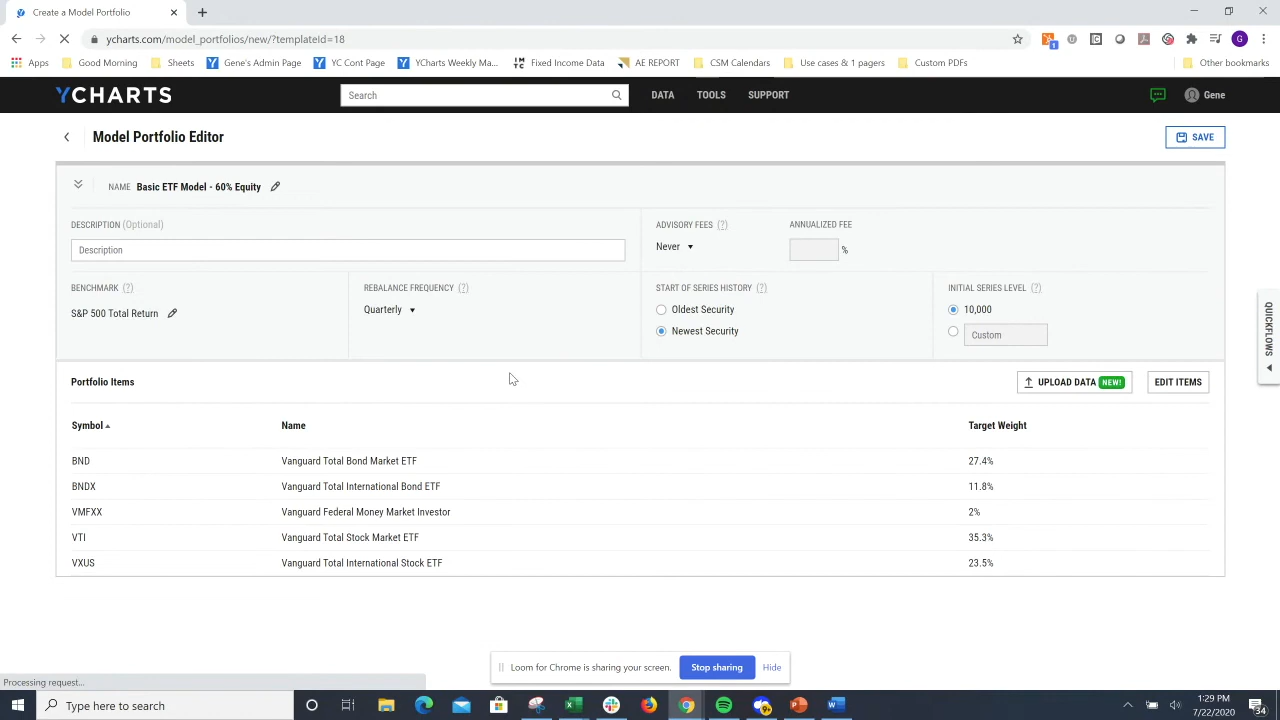 Create a Model Portfolio
ycharts.com/model_portfolios/new/?templateId=18
1
G
Apps Good Morning Sheets Gene's Admin Page YC Cont Page YCharts Weekly Ma... Fixed Income Data AE REPORT CSM Calendars Use cases & 1 pagers Custom PDFs Other bookmarks
YCHARTS Search DATA TOOLS SUPPORT Gene
Model Portfolio Editor SAVE
NAME Basic ETF Model - 60% Equity
DESCRIPTION (Optional) ADVISORY FEES (?) ANNUALIZED FEE
Description Never %
BENCHMARK (?) REBALANCE FREQUENCY (?) START OF SERIES HISTORY (?) INITIAL SERIES LEVEL (?)
S&P 500 Total Return Quarterly Oldest Security 10,000
Newest Security Custom
QUICKFLOWS
Portfolio Items UPLOAD DATA NEW! EDIT ITEMS
Symbol Name Target Weight
BND Vanguard Total Bond Market ETF 27.4%
BNDX Vanguard Total International Bond ETF 11.8%
VMFXX Vanguard Federal Money Market Investor 2%
VTI Vanguard Total Stock Market ETF 35.3%
VXUS Vanguard Total International Stock ETF 23.5%
Loom for Chrome is sharing your screen. Stop sharing Hide
Processing request...
Type here to search
1:29 PM
7/22/2020
34